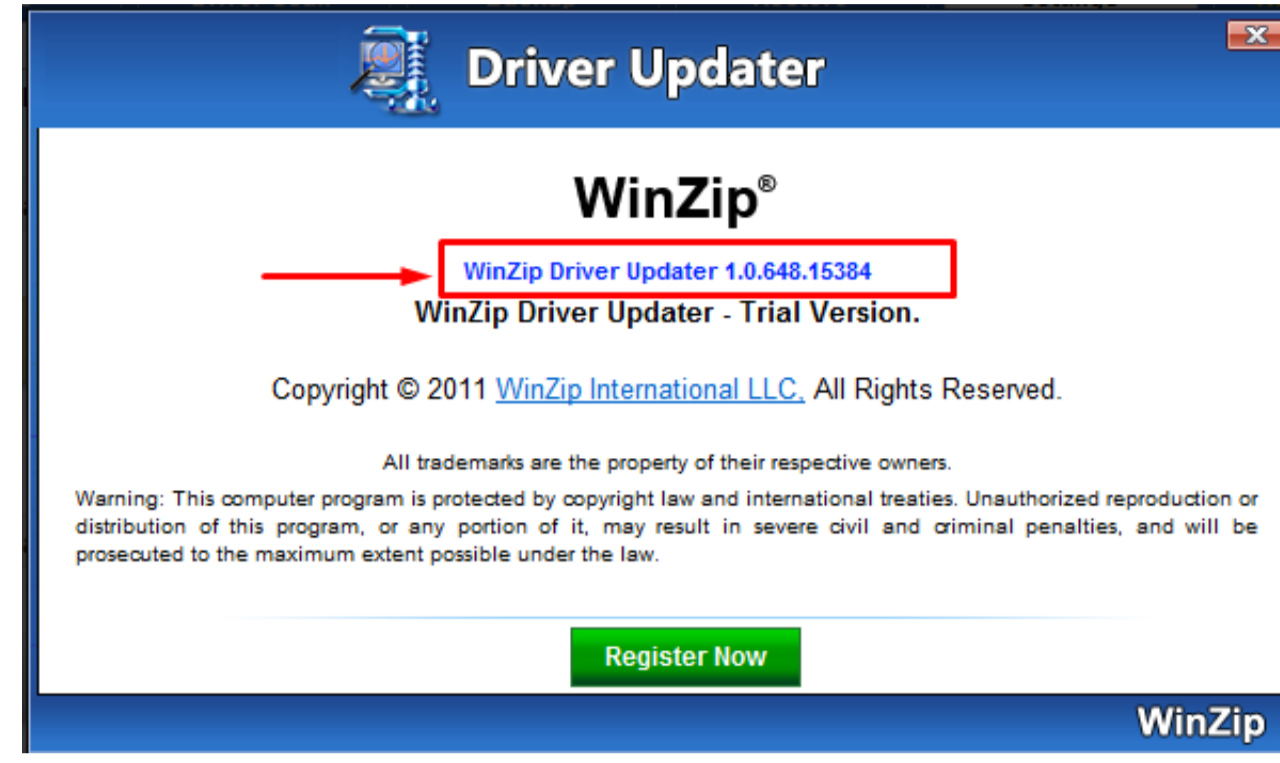 Driver Updater
WinZip®
WinZip Driver Updater 1.0.648.15384
WinZip Driver Updater - Trial Version.
Copyright © 2011 WinZip International LLC, All Rights Reserved.
All trademarks are the property of their respective owners.
Warning: This computer program is protected by copyright law and international treaties. Unauthorized reproduction or
distribution of this program, or any portion of it, may result in severe civil and criminal penalties, and will be
prosecuted to the maximum extent possible under the law.
Register Now
WinZip